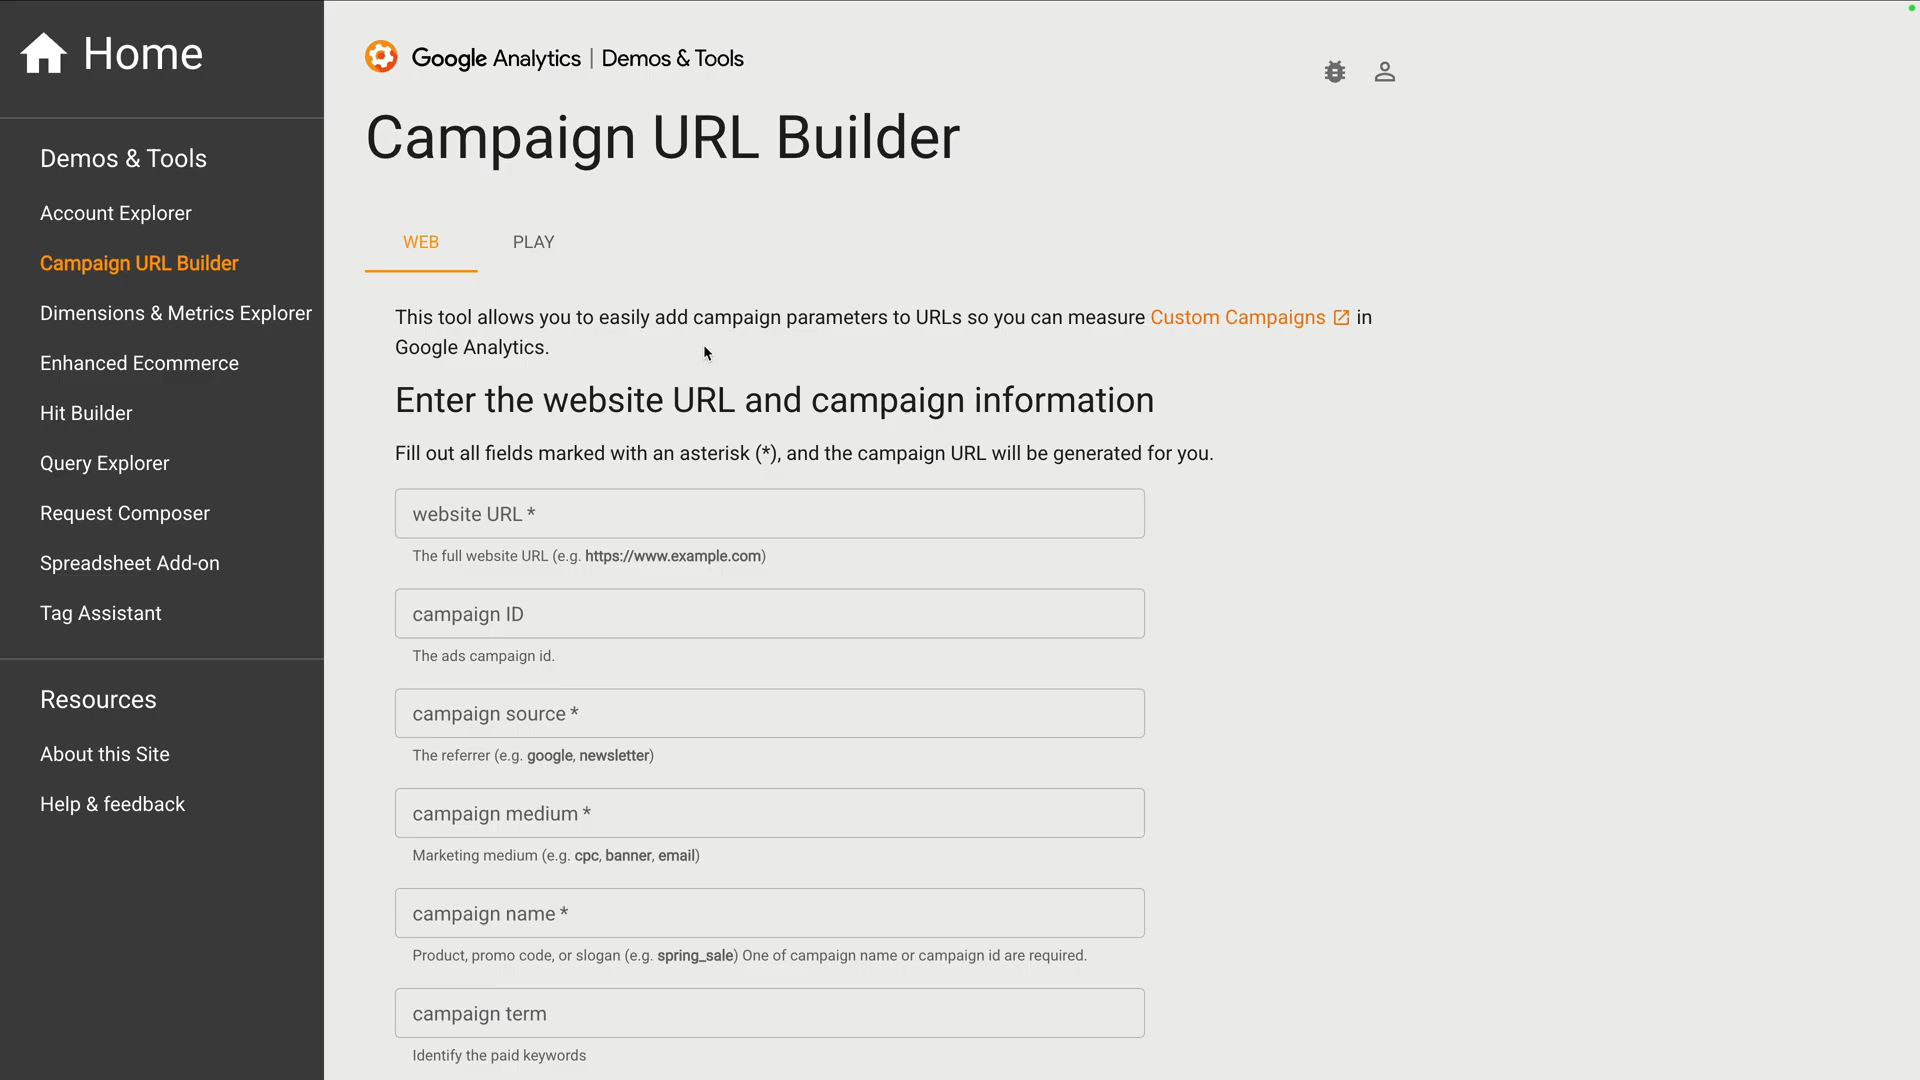 Home
Demos & Tools
Account Explorer
Campaign URL Builder
Dimensions & Metrics Explorer
Enhanced Ecommerce
Hit Builder
Query Explorer
Request Composer
Spreadsheet Add-on
Tag Assistant
Resources
About this Site
Help & feedback
Google Analytics | Demos & Tools
Campaign URL Builder
WEB PLAY
This tool allows you to easily add campaign parameters to URLs so you can measure Custom Campaigns in
Google Analytics.
Enter the website URL and campaign information
Fill out all fields marked with an asterisk (*), and the campaign URL will be generated for you.
website URL *
The full website URL (e.g. https://www.example.com)
campaign ID
The ads campaign id.
campaign source *
The referrer (e.g. google, newsletter)
campaign medium *
Marketing medium (e.g. cpc, banner, email)
campaign name *
Product, promo code, or slogan (e.g. spring_sale) One of campaign name or campaign id are required.
campaign term
Identify the paid keywords